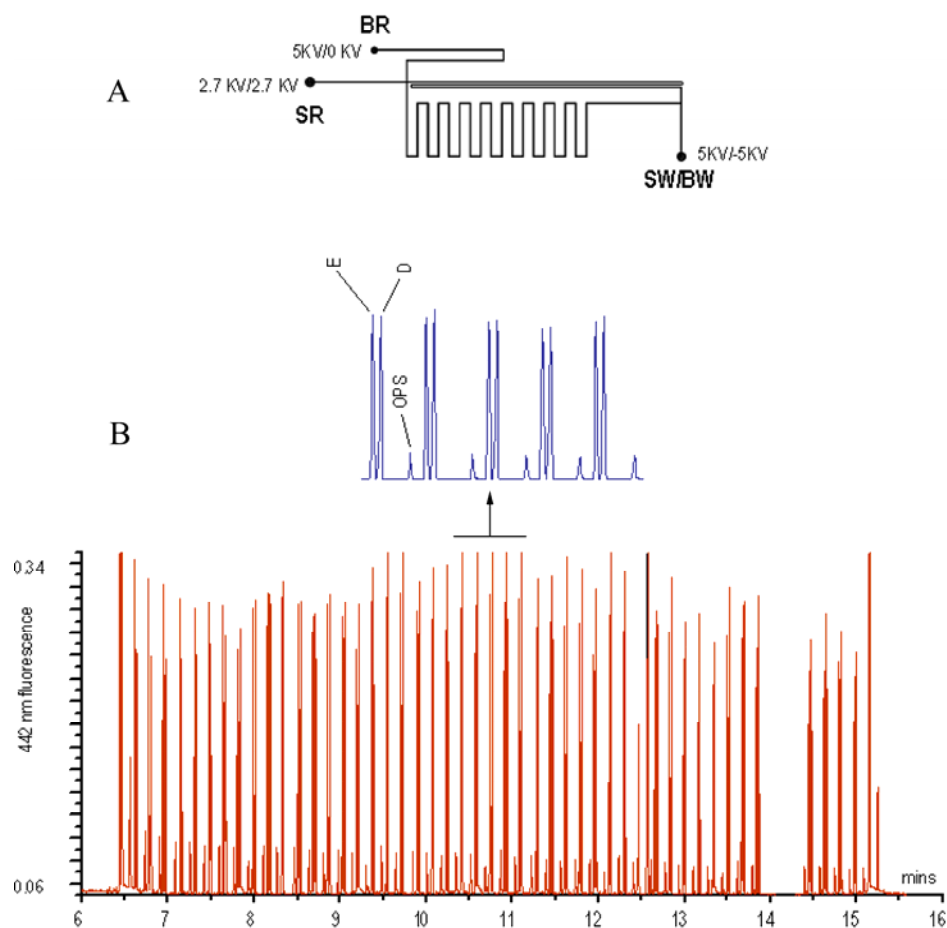 BR
5KV/0 KV
A
2.7 KV/2.7 KV
SR
5KV/-5KV
SW/BW
E
D
OPS
B
0.34
442 nm fluorescence
0.06
mins
6 7 8 9 10 11 12 13 14 15 16